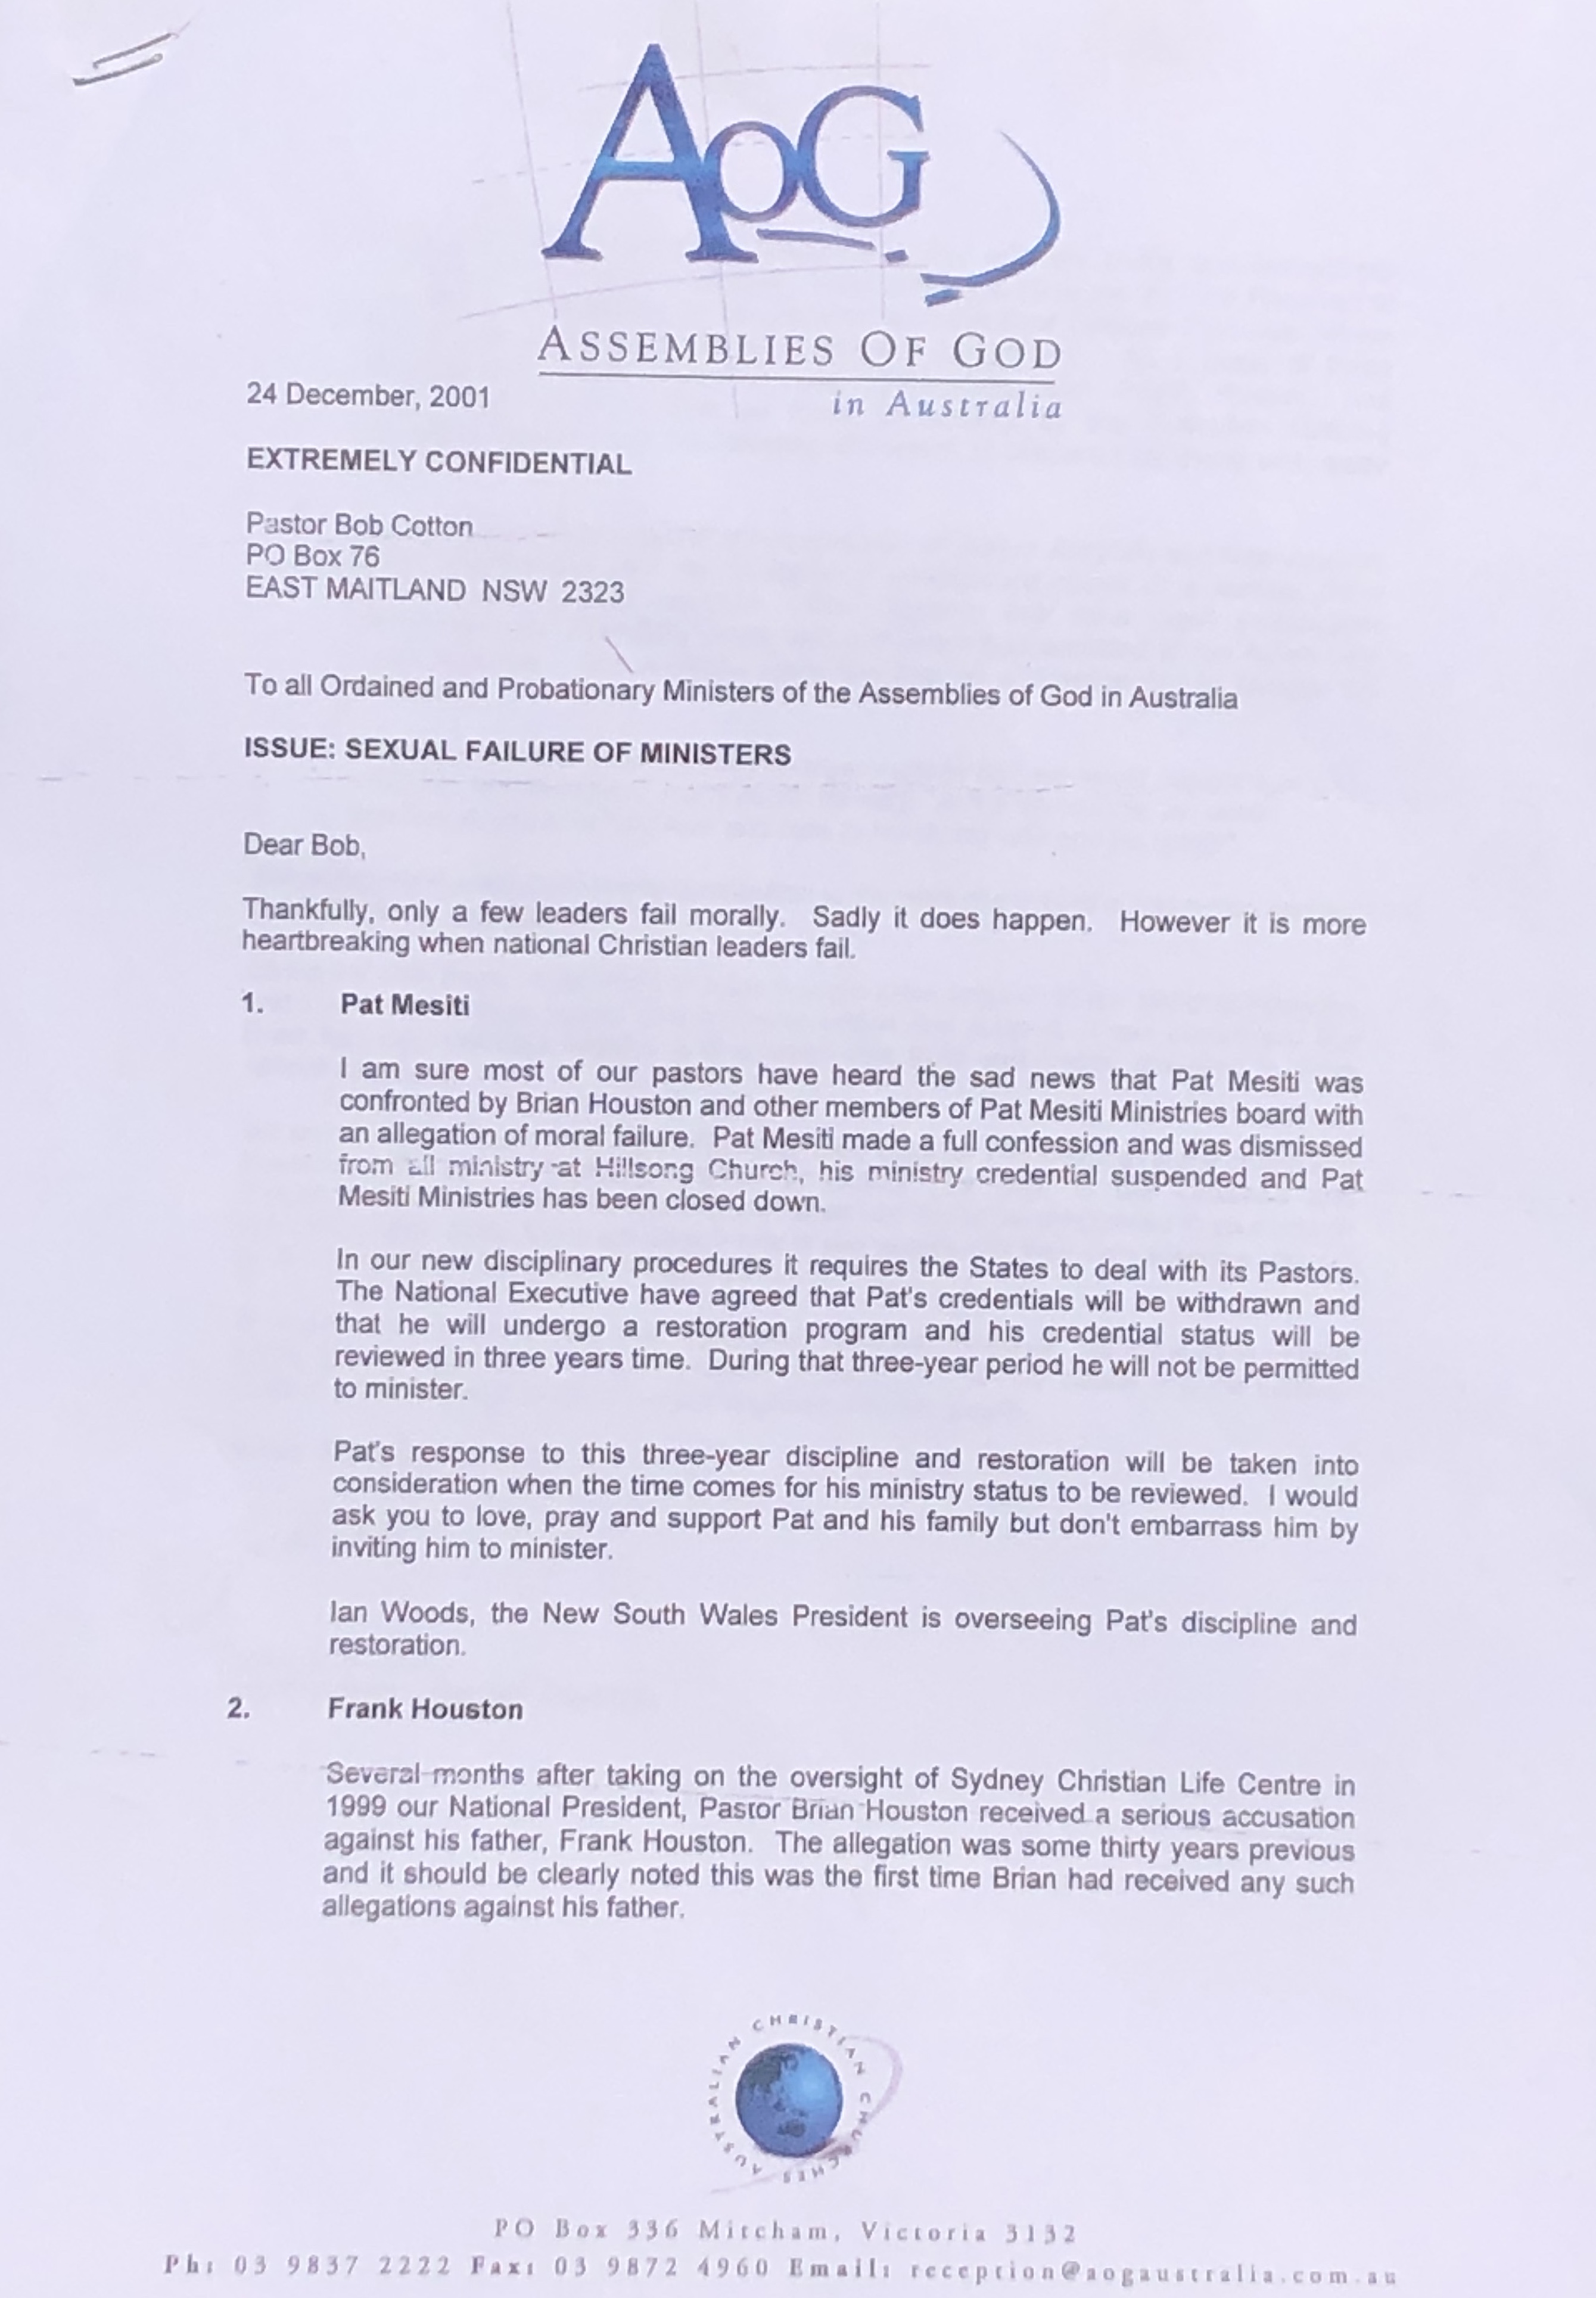 AoG
ASSEMBLIES OF GOD
in Australia
24 December, 2001
EXTREMELY CONFIDENTIAL
Pastor Bob Cotton
PO Box 76
EAST MAITLAND NSW 2323
To all Ordained and Probationary Ministers of the Assemblies of God in Australia
ISSUE: SEXUAL FAILURE OF MINISTERS
Dear Bob,
Thankfully, only a few leaders fail morally. Sadly it does happen. However it is more
heartbreaking when national Christian leaders fail.
1. Pat Mesiti
I am sure most of our pastors have heard the sad news that Pat Mesiti was
confronted by Brian Houston and other members of Pat Mesiti Ministries board with
an allegation of moral failure. Pat Mesiti made a full confession and was dismissed
from all ministry at Hillsong Church, his ministry credential suspended and Pat
Mesiti Ministries has been closed down.
In our new disciplinary procedures it requires the States to deal with its Pastors.
The National Executive have agreed that Pat's credentials will be withdrawn and
that he will undergo a restoration program and his credential status will be
reviewed in three years time. During that three-year period he will not be permitted
to minister.
Pat's response to this three-year discipline and restoration will be taken into
consideration when the time comes for his ministry status to be reviewed. I would
ask you to love, pray and support Pat and his family but don't embarrass him by
inviting him to minister.
Ian Woods, the New South Wales President is overseeing Pat's discipline and
restoration.
2. Frank Houston
Several months after taking on the oversight of Sydney Christian Life Centre in
1999 our National President, Pastor Brian Houston received a serious accusation
against his father, Frank Houston. The allegation was some thirty years previous
and it should be clearly noted this was the first time Brian had received any such
allegations against his father.
AUSTRALIAN CHRISTIAN CHURCHES
PO Box 336 Mitcham, Victoria 3132
Ph: 03 9837 2222 Fax: 03 9872 4960 Email: reception@aogaustralia.com.au